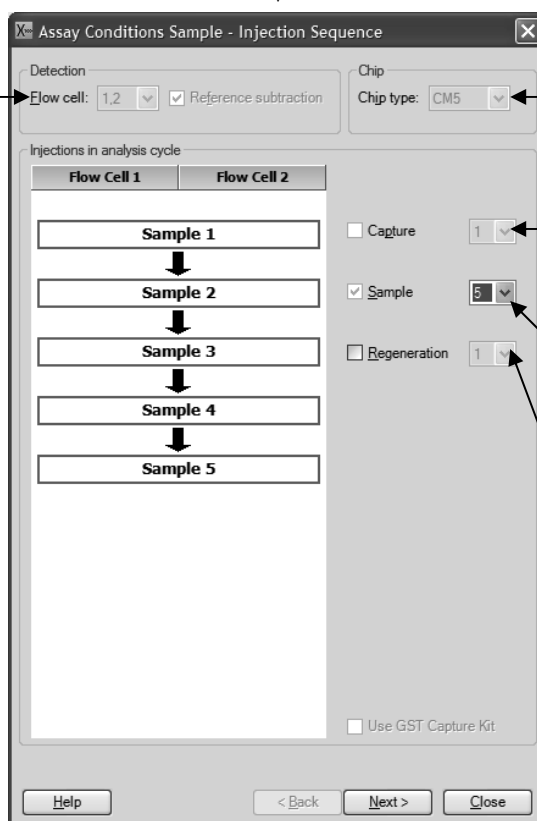 Assay Conditions Sample - Injection Sequence
Detection
Flow cell: 1,2 Reference subtraction
Chip
Chip type: CM5
Injections in analysis cycle
Flow Cell 1 Flow Cell 2
Sample 1
Capture 1
Sample 2
Sample 5
Sample 3
Regeneration 1
Sample 4
Sample 5
Use GST Capture Kit
Help < Back Next > Close